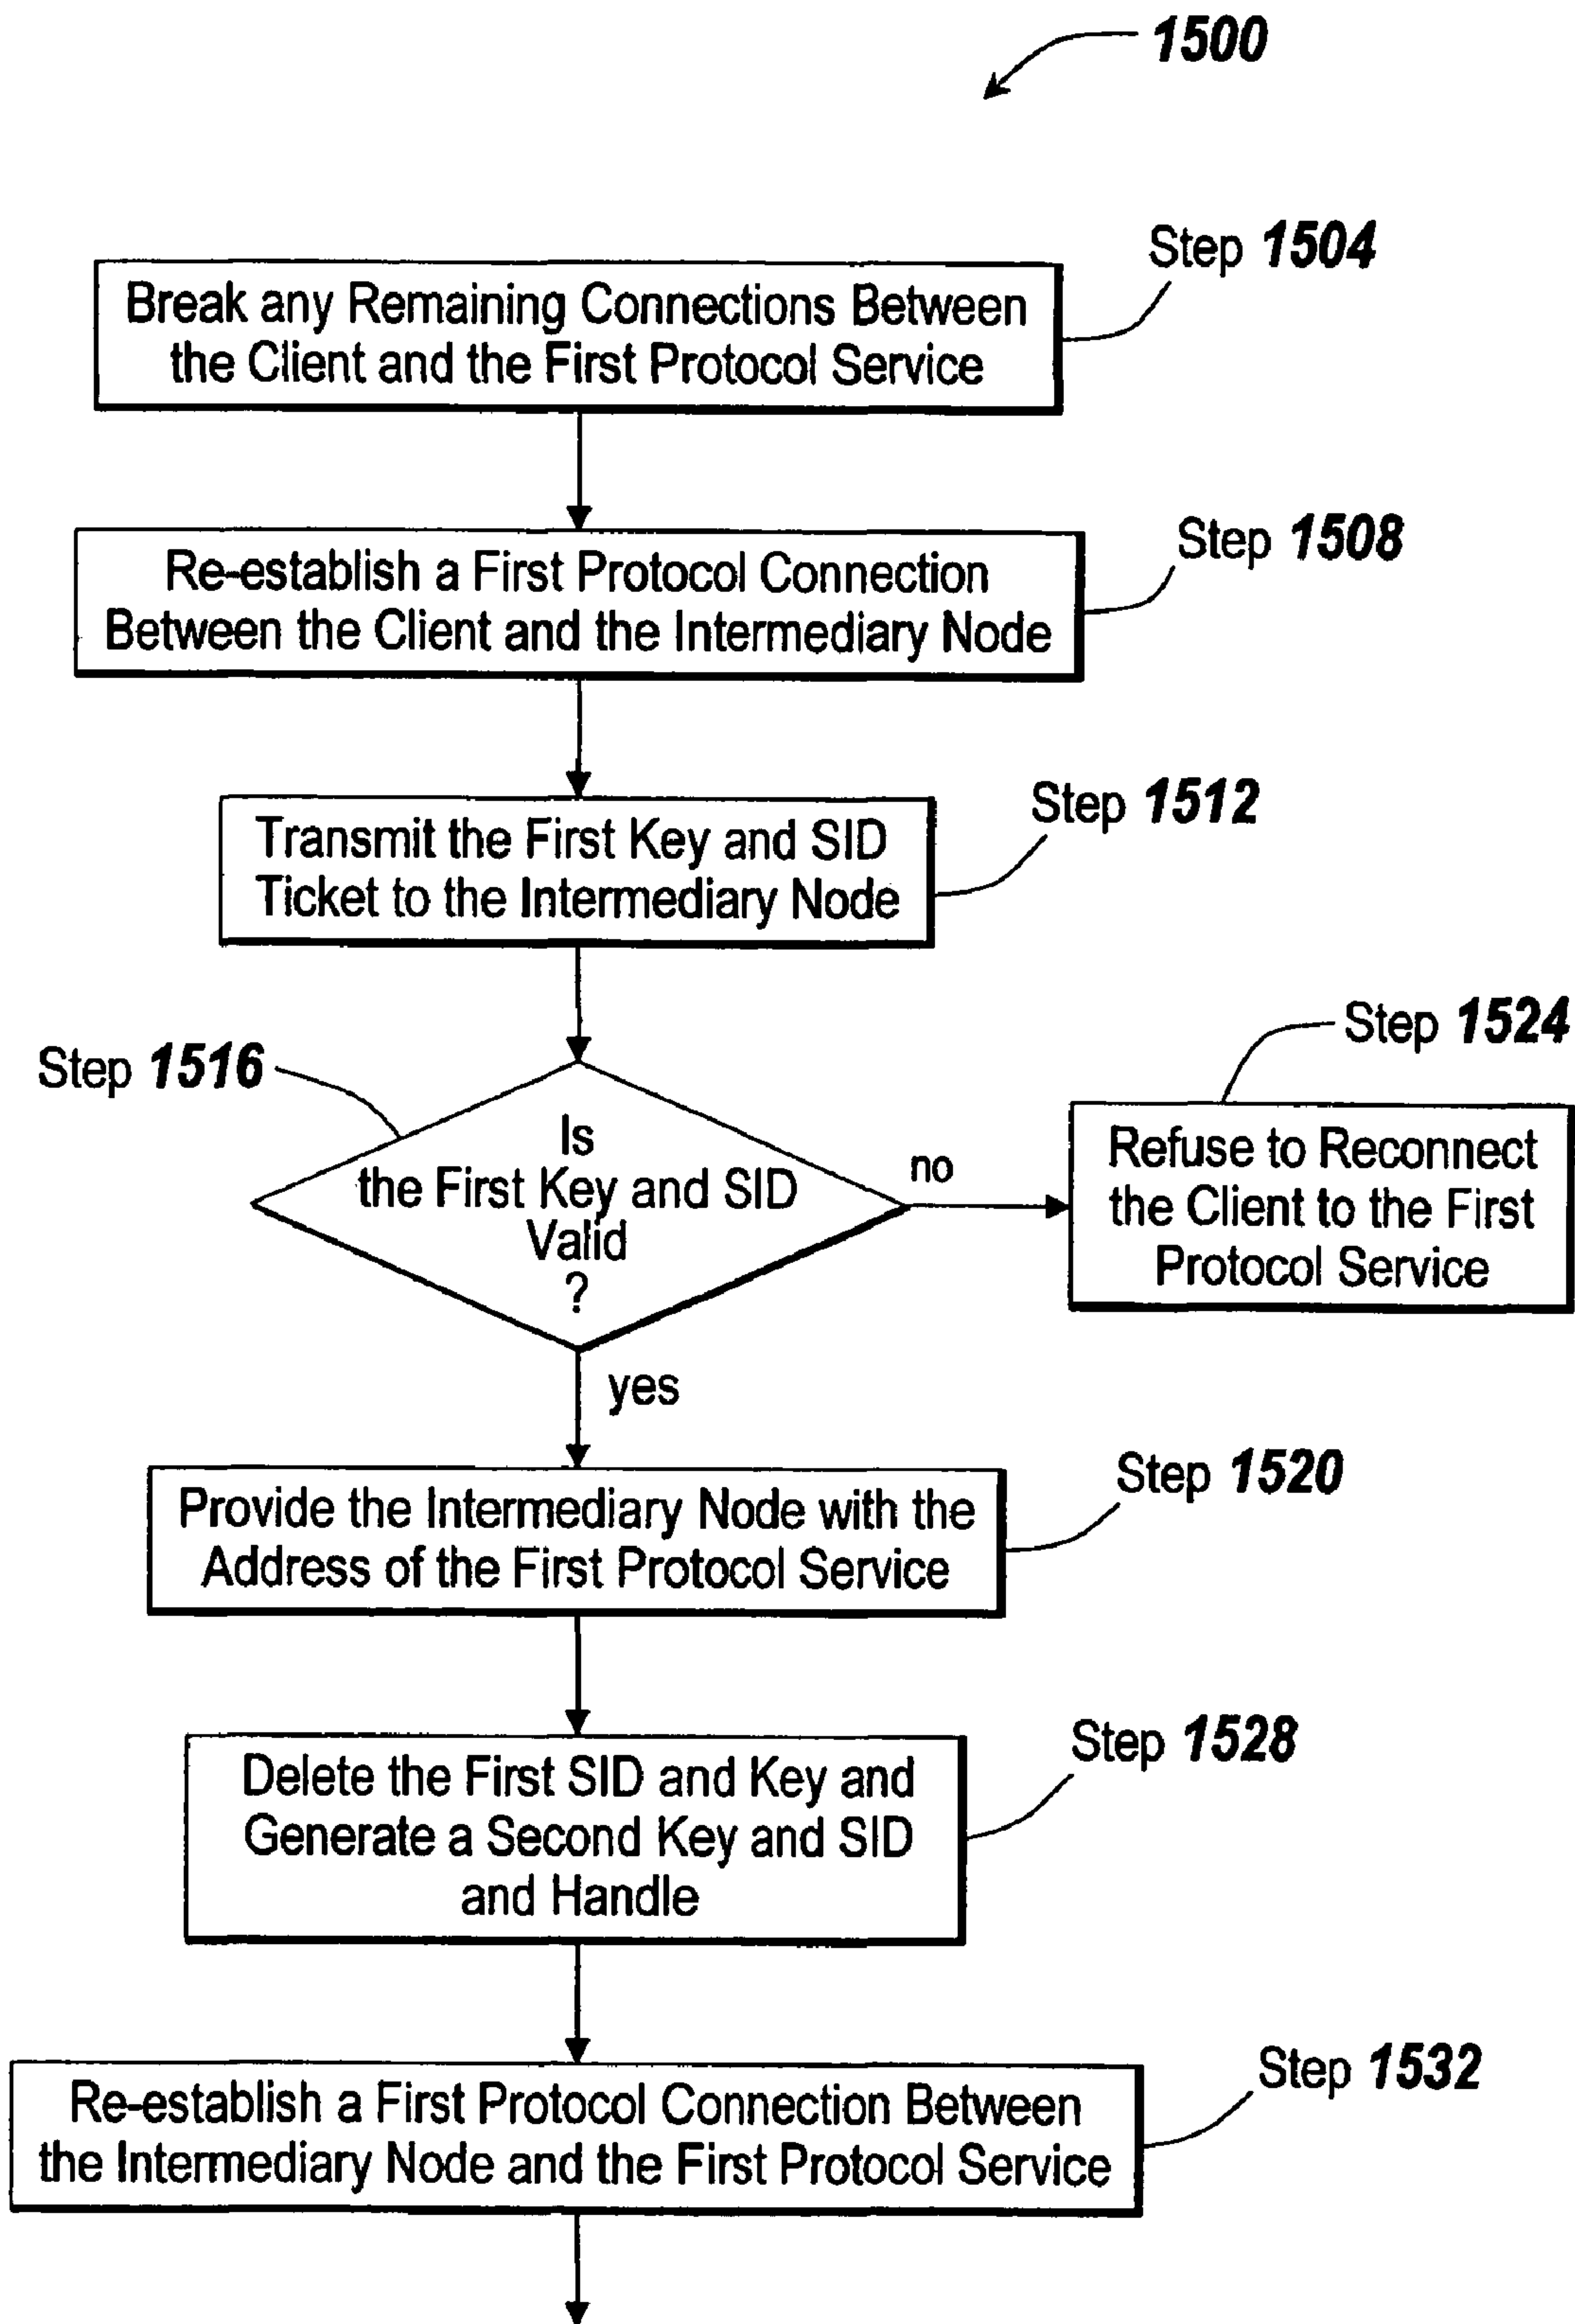 1500
Step 1504
Break any Remaining Connections Between
the Client and the First Protocol Service
Step 1508
Re-establish a First Protocol Connection
Between the Client and the Intermediary Node
Step 1512
Transmit the First Key and SID
Ticket to the Intermediary Node
Step 1516
Is
the First Key and SID
Valid
?
no
Step 1524
Refuse to Reconnect
the Client to the First
Protocol Service
yes
Step 1520
Provide the Intermediary Node with the
Address of the First Protocol Service
Step 1528
Delete the First SID and Key and
Generate a Second Key and SID
and Handle
Step 1532
Re-establish a First Protocol Connection Between
the Intermediary Node and the First Protocol Service